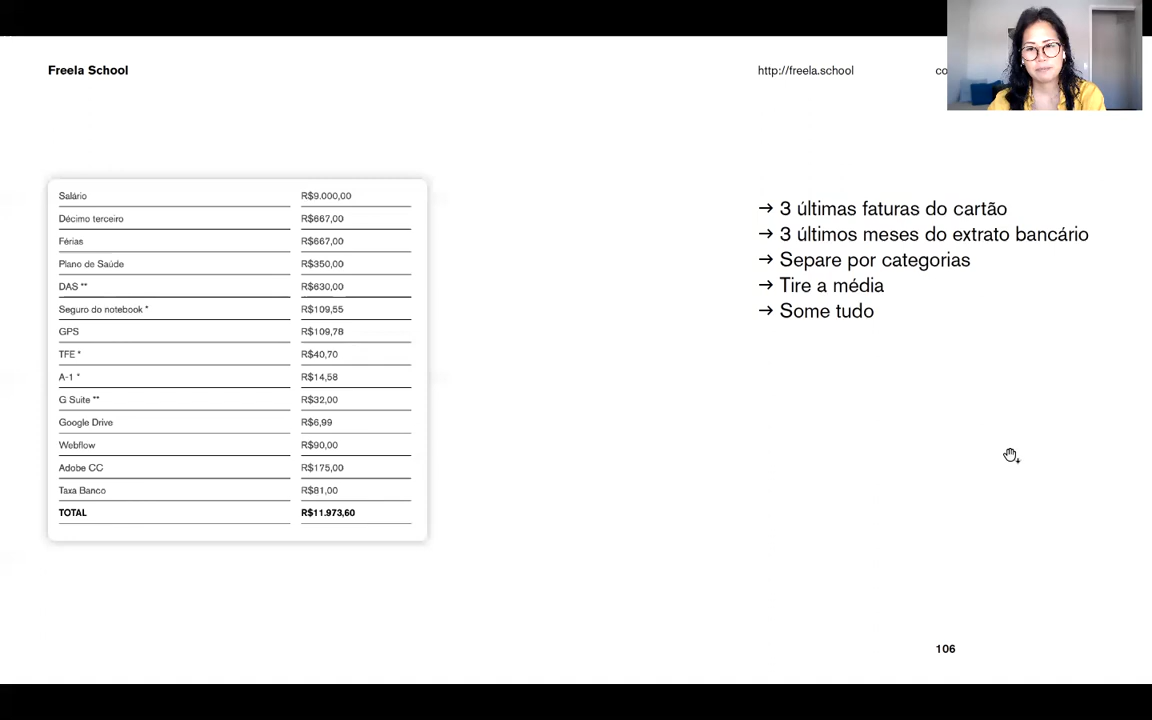 Freela School
http://freela.school
co
Salário R$9.000,00
Décimo terceiro R$667,00
Férias R$667,00
Plano de Saúde R$350,00
DAS ** R$630,00
Seguro do notebook * R$109,55
GPS R$109,78
TFE * R$40,70
A-1 * R$14,58
G Suite ** R$32,00
Google Drive R$6,99
Webflow R$90,00
Adobe CC R$175,00
Taxa Banco R$81,00
TOTAL R$11.973,60
→ 3 últimas faturas do cartão
→ 3 últimos meses do extrato bancário
→ Separe por categorias
→ Tire a média
→ Some tudo
106